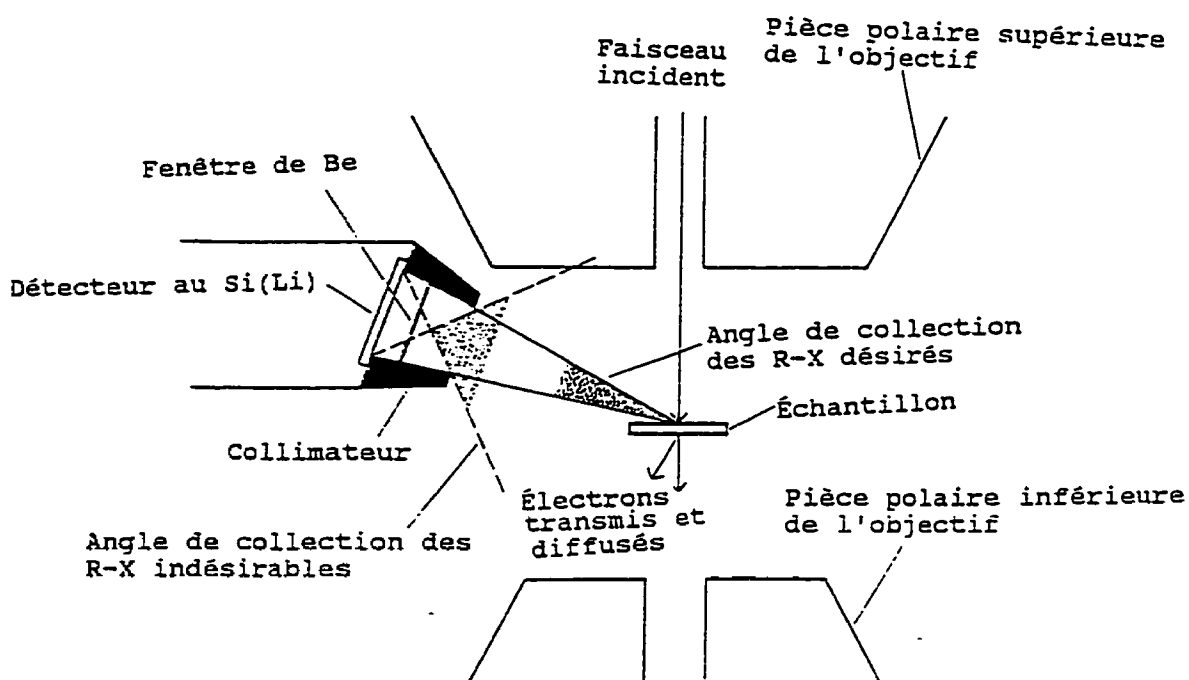 Faisceau
incident
Pièce polaire supérieure
de l'objectif
Fenêtre de Be
Détecteur au Si(Li)
Angle de collection
des R-X désirés
Échantillon
Collimateur
Électrons
transmis et
diffusés
Pièce polaire inférieure
de l'objectif
Angle de collection des
R-X indésirables